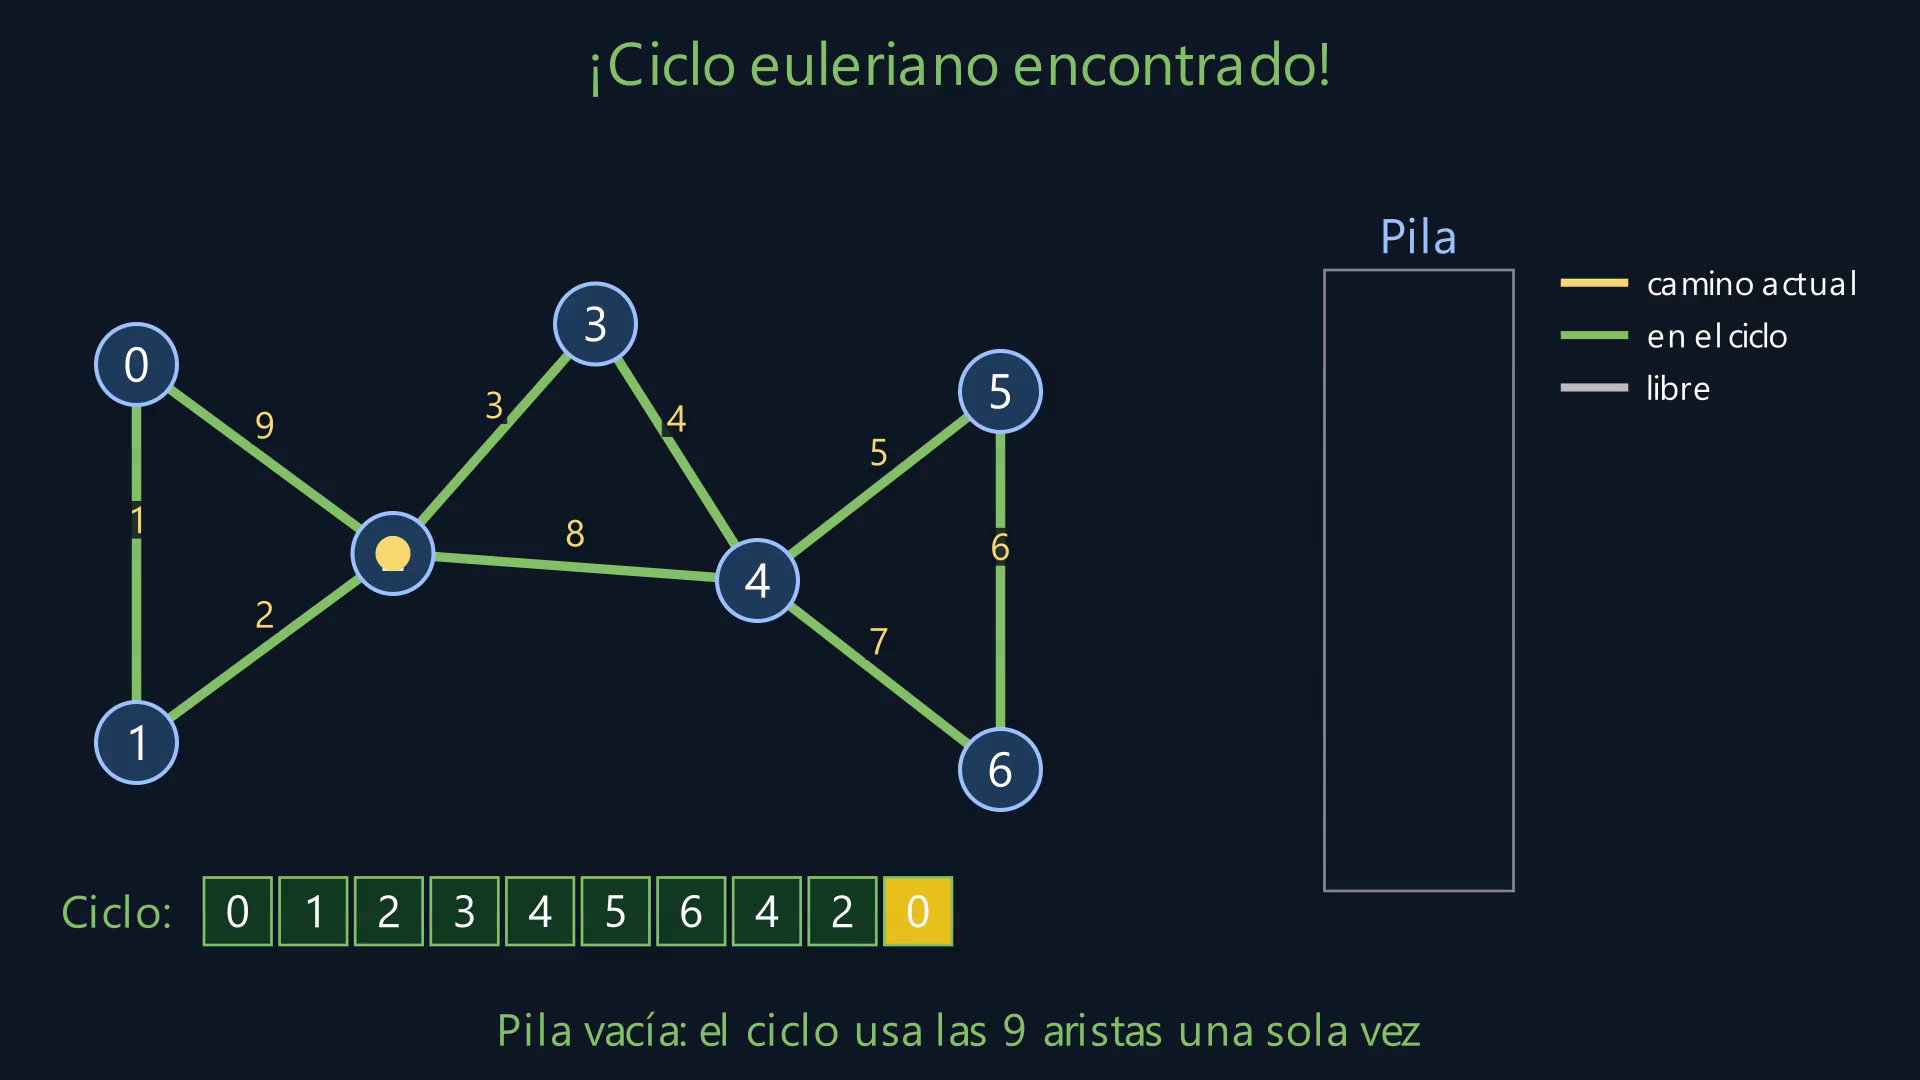 ¡Ciclo euleriano encontrado!
Pila
camino actual
en el ciclo
libre
3
0
5
3
4
9
5
1
8
6
4
2
7
1
6
Ciclo: 0 1 2 3 4 5 6 4 2 0
Pila vacía: el ciclo usa las 9 aristas una sola vez